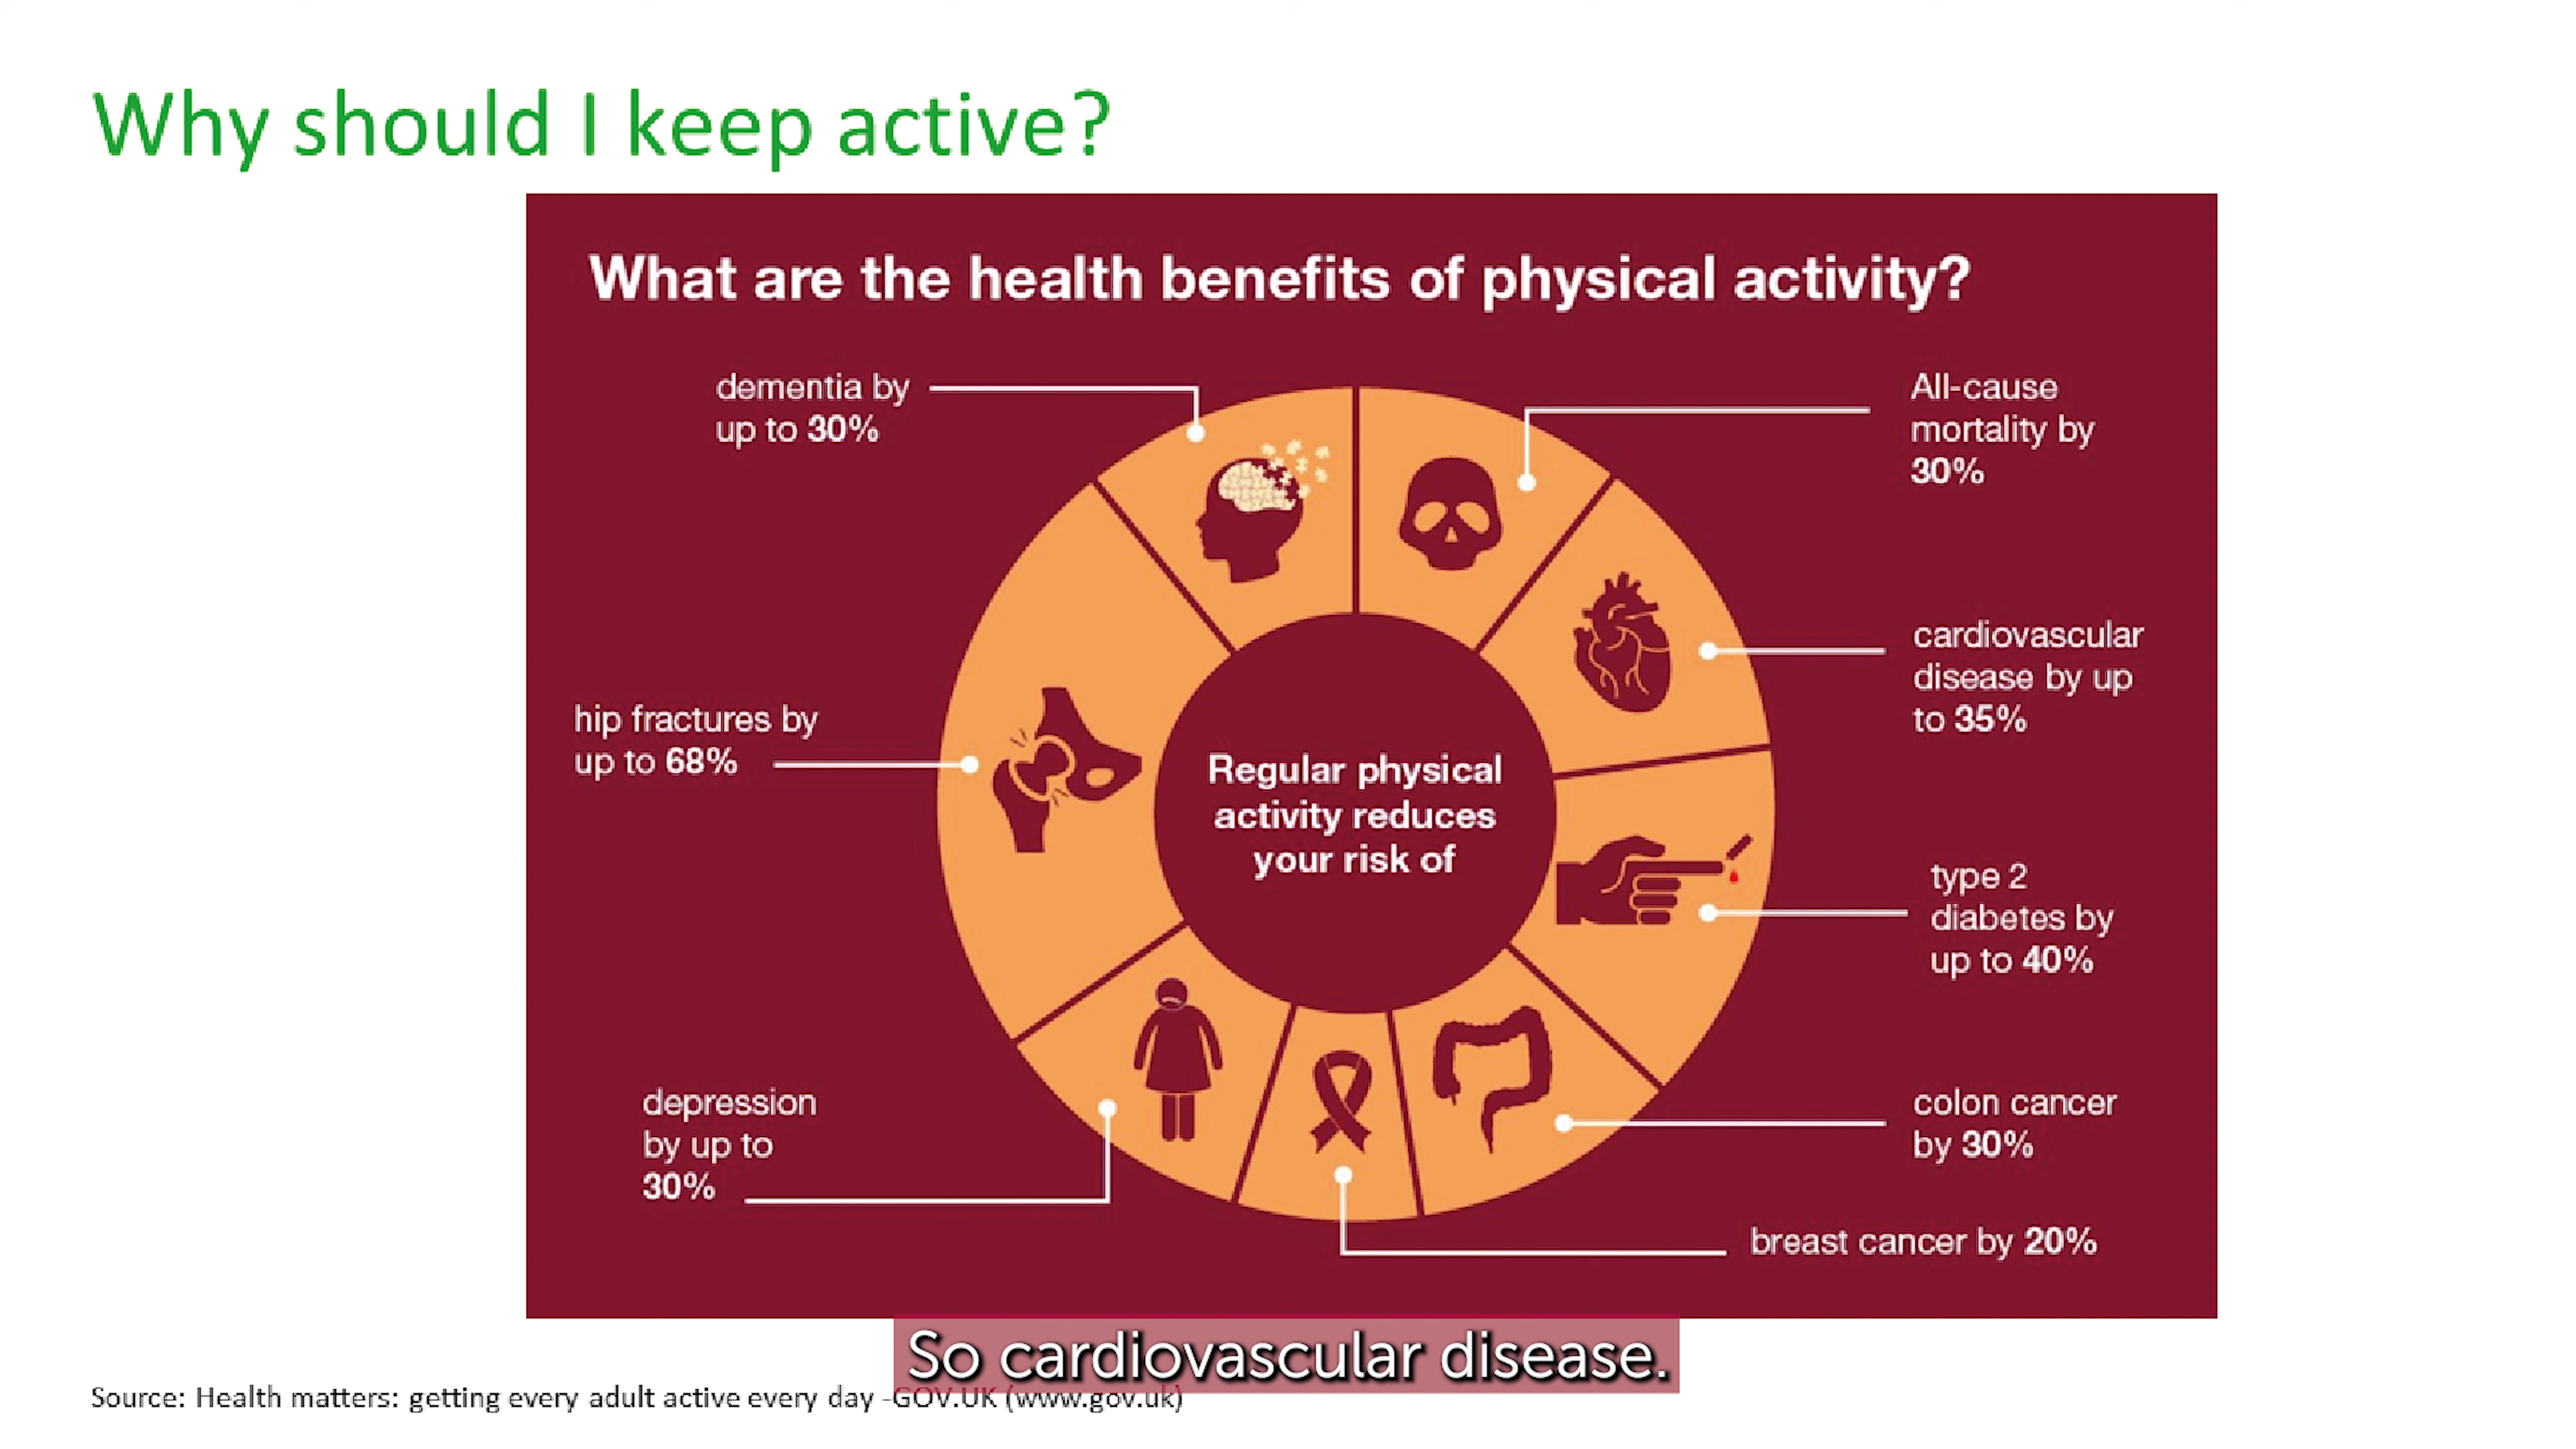 Why should I keep active?
What are the health benefits of physical activity?
dementia by
up to 30%
All-cause
mortality by
30%
cardiovascular
disease by up
to 35%
hip fractures by
up to 68%
Regular physical
activity reduces
your risk of
type 2
diabetes by
up to 40%
depression
by up to
30%
colon cancer
by 30%
breast cancer by 20%
So cardiovascular disease.
Source: Health matters: getting every adult active every day -GOV.UK (www.gov.uk)